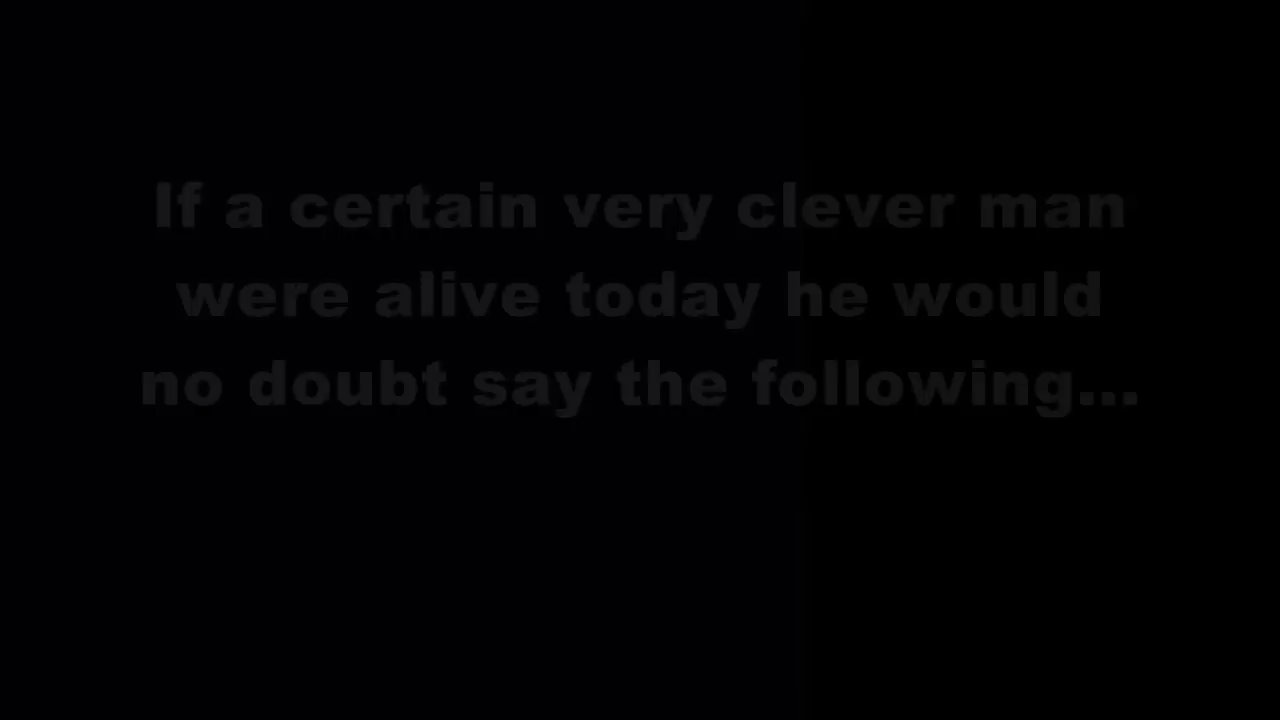 If a certain very clever man
were alive today he would
no doubt say the following...